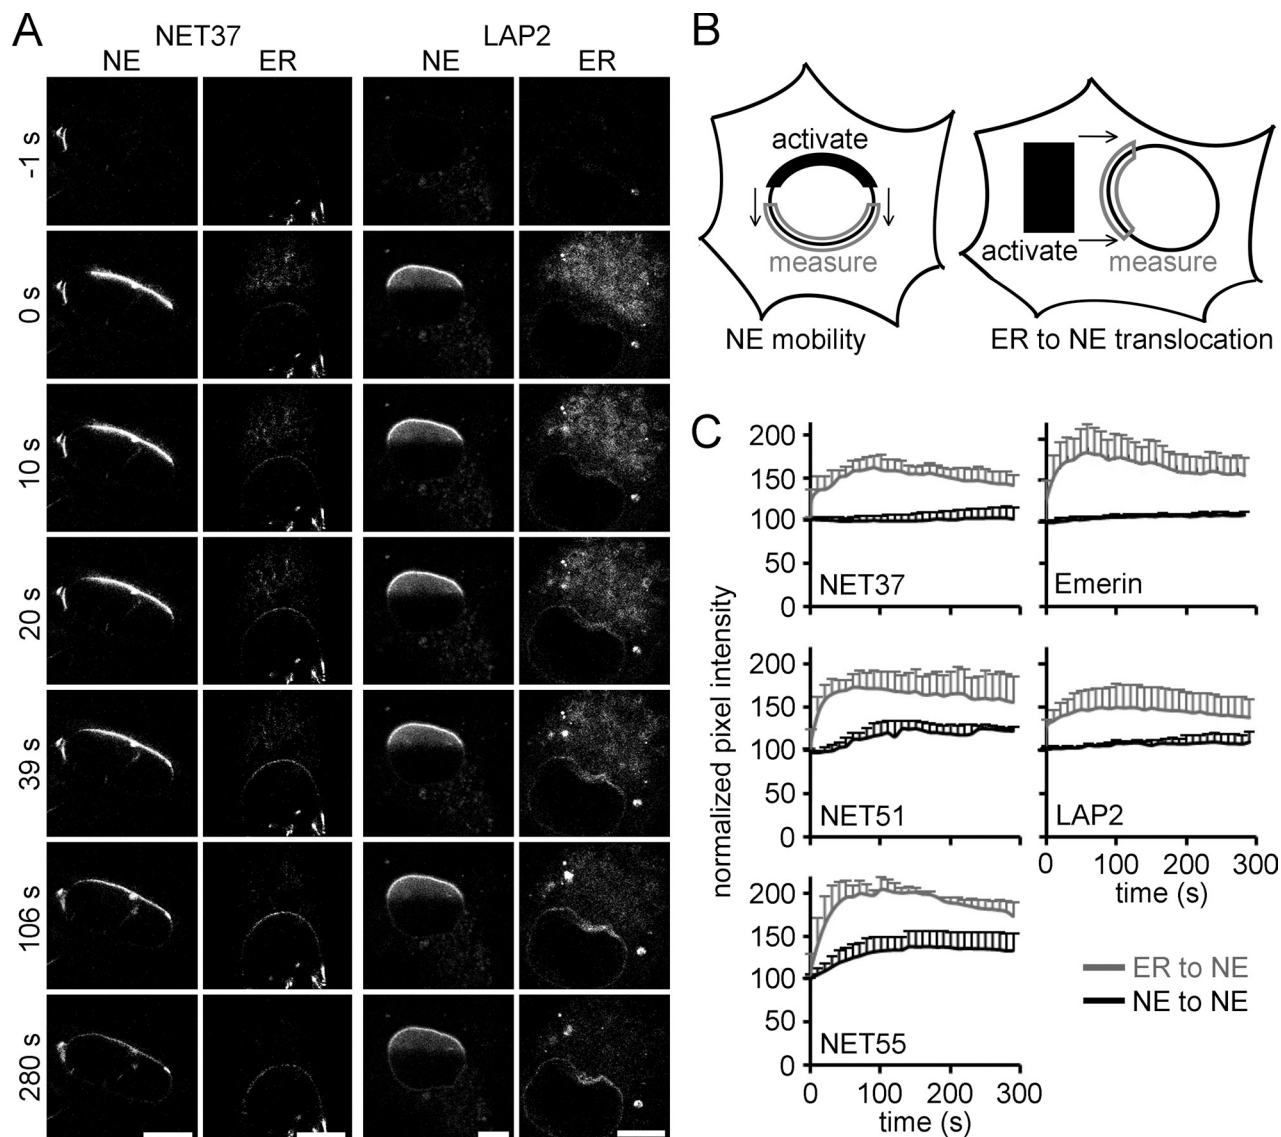 A
NET37
LAP2
NE
ER
NE
ER
-1 s
0 s
10 s
20 s
39 s
106 s
280 s
B
activate
measure
NE mobility
activate
measure
ER to NE translocation
C
normalized pixel intensity
200
150
100
50
0
NET37
Emerin
200
150
100
50
0
NET51
LAP2
0
100
200
300
time (s)
200
150
100
50
0
NET55
0
100
200
300
time (s)
ER to NE
NE to NE